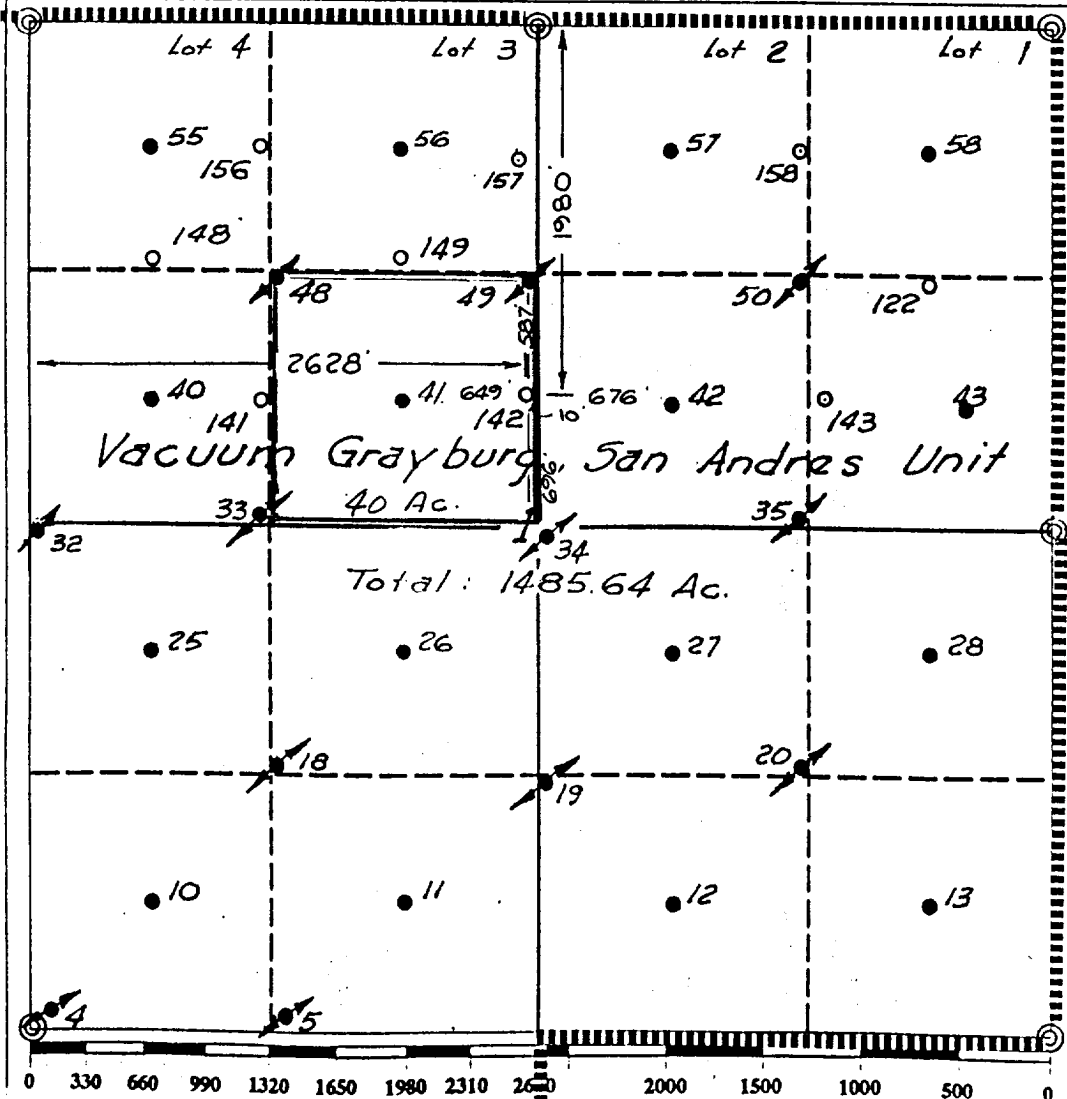 Lot 4 Lot 3 Lot 2 Lot 1
55 56 57 58
156 157 158
1980'
148 149
48 49 50 122
587'
2628'
40 41 649' 676' 42 43
141 142 10' 143
Vacuum Grayburg San Andres Unit
696'
33 40 Ac. 35
32 34
Total: 1485.64 Ac.
25 26 27 28
18 19 20
10 11 12 13
4 5
0 330 660 990 1320 1650 1980 2310 2000 1500 1000 500 0